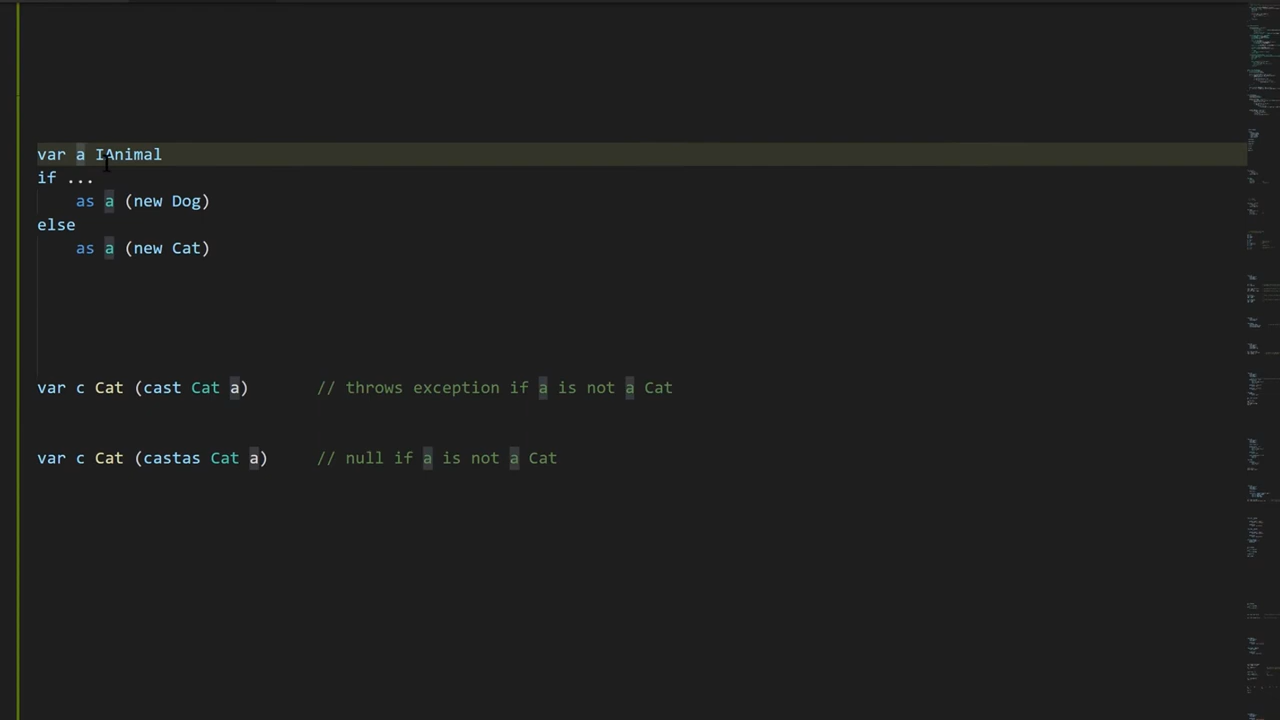 var a IAnimal
if ...
    as a (new Dog)
else
    as a (new Cat)
var c Cat (cast Cat a)       // throws exception if a is not a Cat
var c Cat (castas Cat a)     // null if a is not a Cat